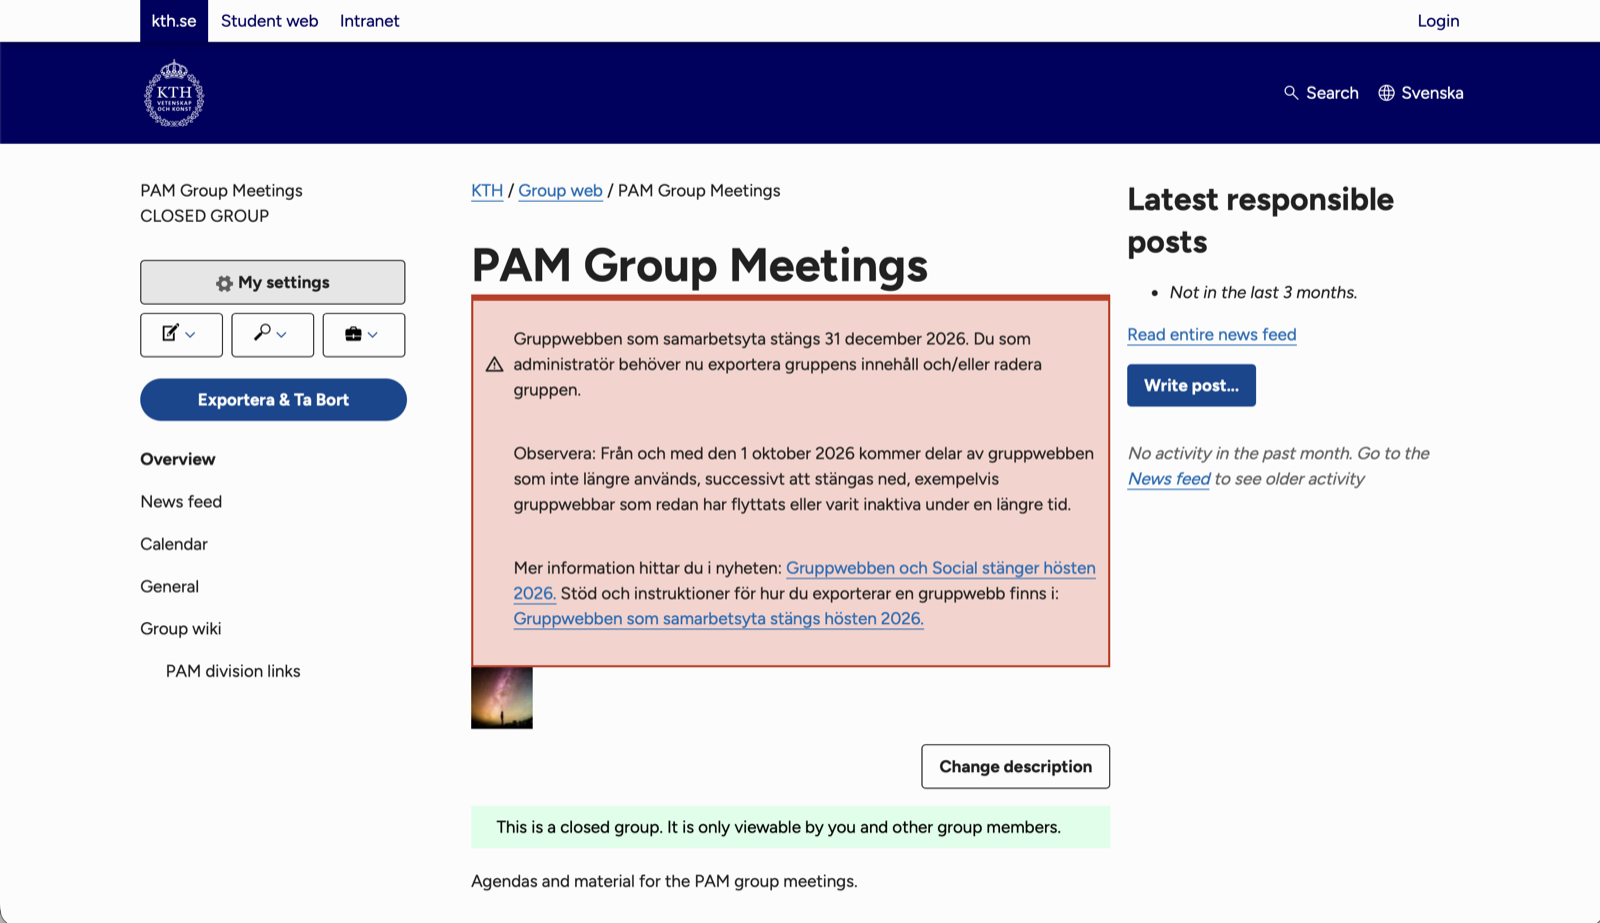 kth.se
Student web
Intranet
Login
KTH
VETENSKAP
OCH KONST
Search
Svenska
PAM Group Meetings
CLOSED GROUP
My settings
Exportera & Ta Bort
Overview
News feed
Calendar
General
Group wiki
PAM division links
KTH / Group web / PAM Group Meetings
PAM Group Meetings
Gruppwebben som samarbetsyta stängs 31 december 2026. Du som
administratör behöver nu exportera gruppens innehåll och/eller radera
gruppen.
Observera: Från och med den 1 oktober 2026 kommer delar av gruppwebben
som inte längre används, successivt att stängas ned, exempelvis
gruppwebbar som redan har flyttats eller varit inaktiva under en längre tid.
Mer information hittar du i nyheten: Gruppwebben och Social stänger hösten
2026. Stöd och instruktioner för hur du exporterar en gruppwebb finns i:
Gruppwebben som samarbetsyta stängs hösten 2026.
Change description
This is a closed group. It is only viewable by you and other group members.
Agendas and material for the PAM group meetings.
Latest responsible
posts
• Not in the last 3 months.
Read entire news feed
Write post...
No activity in the past month. Go to the
News feed to see older activity